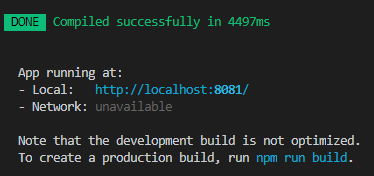 DONE Compiled successfully in 4497ms
App running at:
- Local: http://localhost:8081/
- Network: unavailable
Note that the development build is not optimized.
To create a production build, run npm run build.